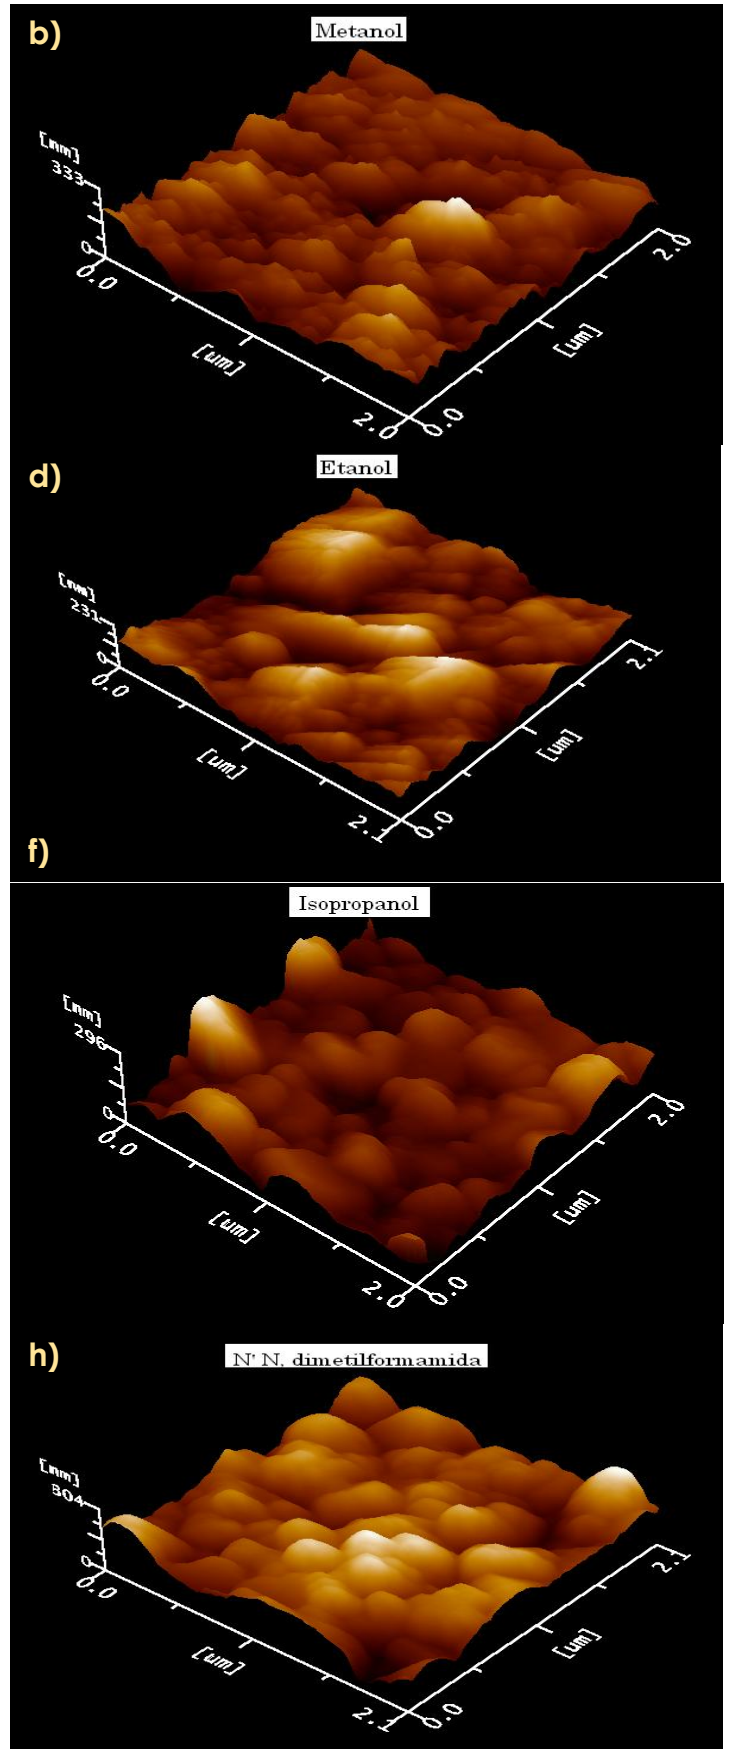 b)
Metanol
[nm]
333
0
0.0
[um]
2.0
0.0
[um]
2.0
d)
Etanol
[nm]
231
0
0.0
[um]
2.1
0.0
[um]
2.1
f)
Isopropanol
[nm]
296
0
0.0
[um]
2.0
0.0
[um]
2.0
h)
N' N, dimetilformamida
[nm]
304
0
0.0
[um]
2.1
0.0
[um]
2.1